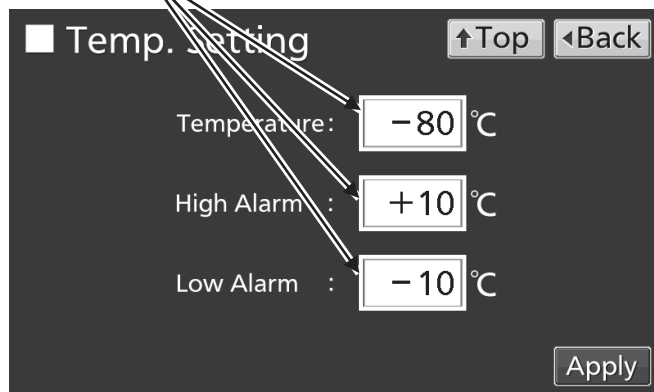 Temp. Setting ↑Top ◂Back
Temperature: −80 ℃
High Alarm : +10 ℃
Low Alarm : −10 ℃
Apply